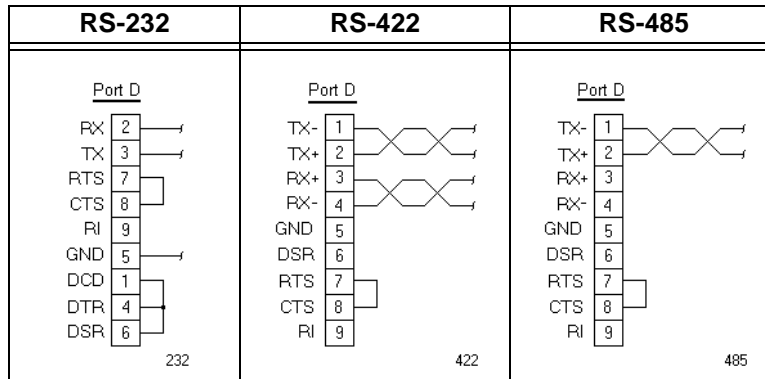 RS-232
RS-422
RS-485
Port D
RX 2
TX 3
RTS 7
CTS 8
RI 9
GND 5
DCD 1
DTR 4
DSR 6
232
Port D
TX- 1
TX+ 2
RX+ 3
RX- 4
GND 5
DSR 6
RTS 7
CTS 8
RI 9
422
Port D
TX- 1
TX+ 2
RX+ 3
RX- 4
GND 5
DSR 6
RTS 7
CTS 8
RI 9
485